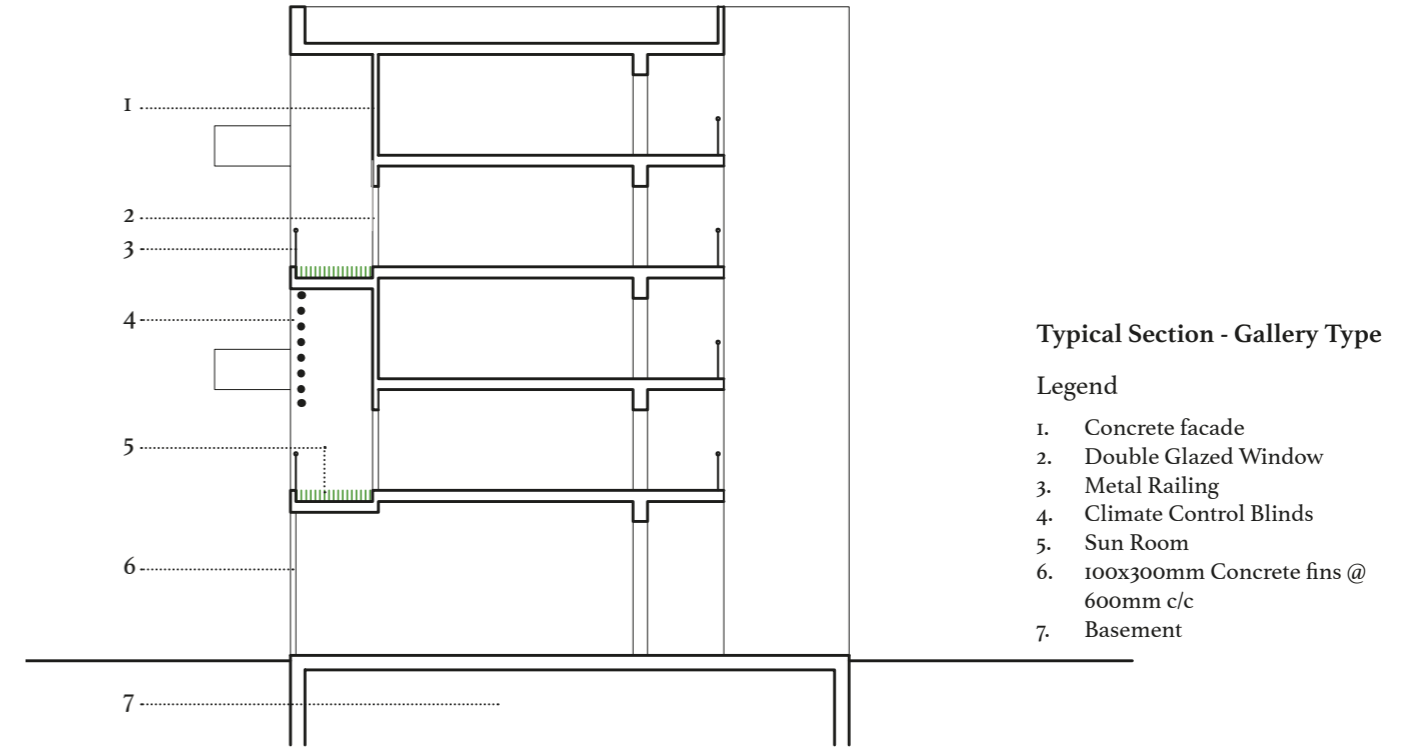 1
2
3
4
5
6
7
Typical Section - Gallery Type
Legend
1. Concrete facade
2. Double Glazed Window
3. Metal Railing
4. Climate Control Blinds
5. Sun Room
6. 100x300mm Concrete fins @
600mm c/c
7. Basement